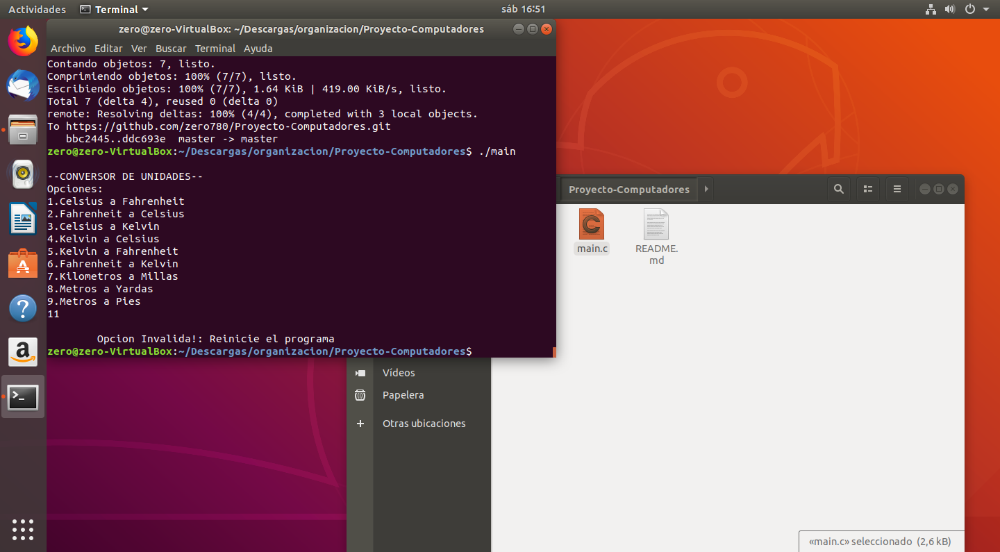 Actividades
Terminal
sáb 16:51
zero@zero-VirtualBox: ~/Descargas/organizacion/Proyecto-Computadores
Archivo Editar Ver Buscar Terminal Ayuda
Contando objetos: 7, listo.
Comprimiendo objetos: 100% (7/7), listo.
Escribiendo objetos: 100% (7/7), 1.64 KiB | 419.00 KiB/s, listo.
Total 7 (delta 4), reused 0 (delta 0)
remote: Resolving deltas: 100% (4/4), completed with 3 local objects.
To https://github.com/zero780/Proyecto-Computadores.git
   bbc2445..ddc693e  master -> master
zero@zero-VirtualBox:~/Descargas/organizacion/Proyecto-Computadores$ ./main
--CONVERSOR DE UNIDADES--
Opciones:
1.Celsius a Fahrenheit
2.Fahrenheit a Celsius
3.Celsius a Kelvin
4.Kelvin a Celsius
5.Kelvin a Fahrenheit
6.Fahrenheit a Kelvin
7.Kilometros a Millas
8.Metros a Yardas
9.Metros a Pies
11
Opcion Invalida!: Reinicie el programa
zero@zero-VirtualBox:~/Descargas/organizacion/Proyecto-Computadores$
Proyecto-Computadores
main.c
README.
md
Vídeos
Papelera
Otras ubicaciones
«main.c» seleccionado (2,6 kB)